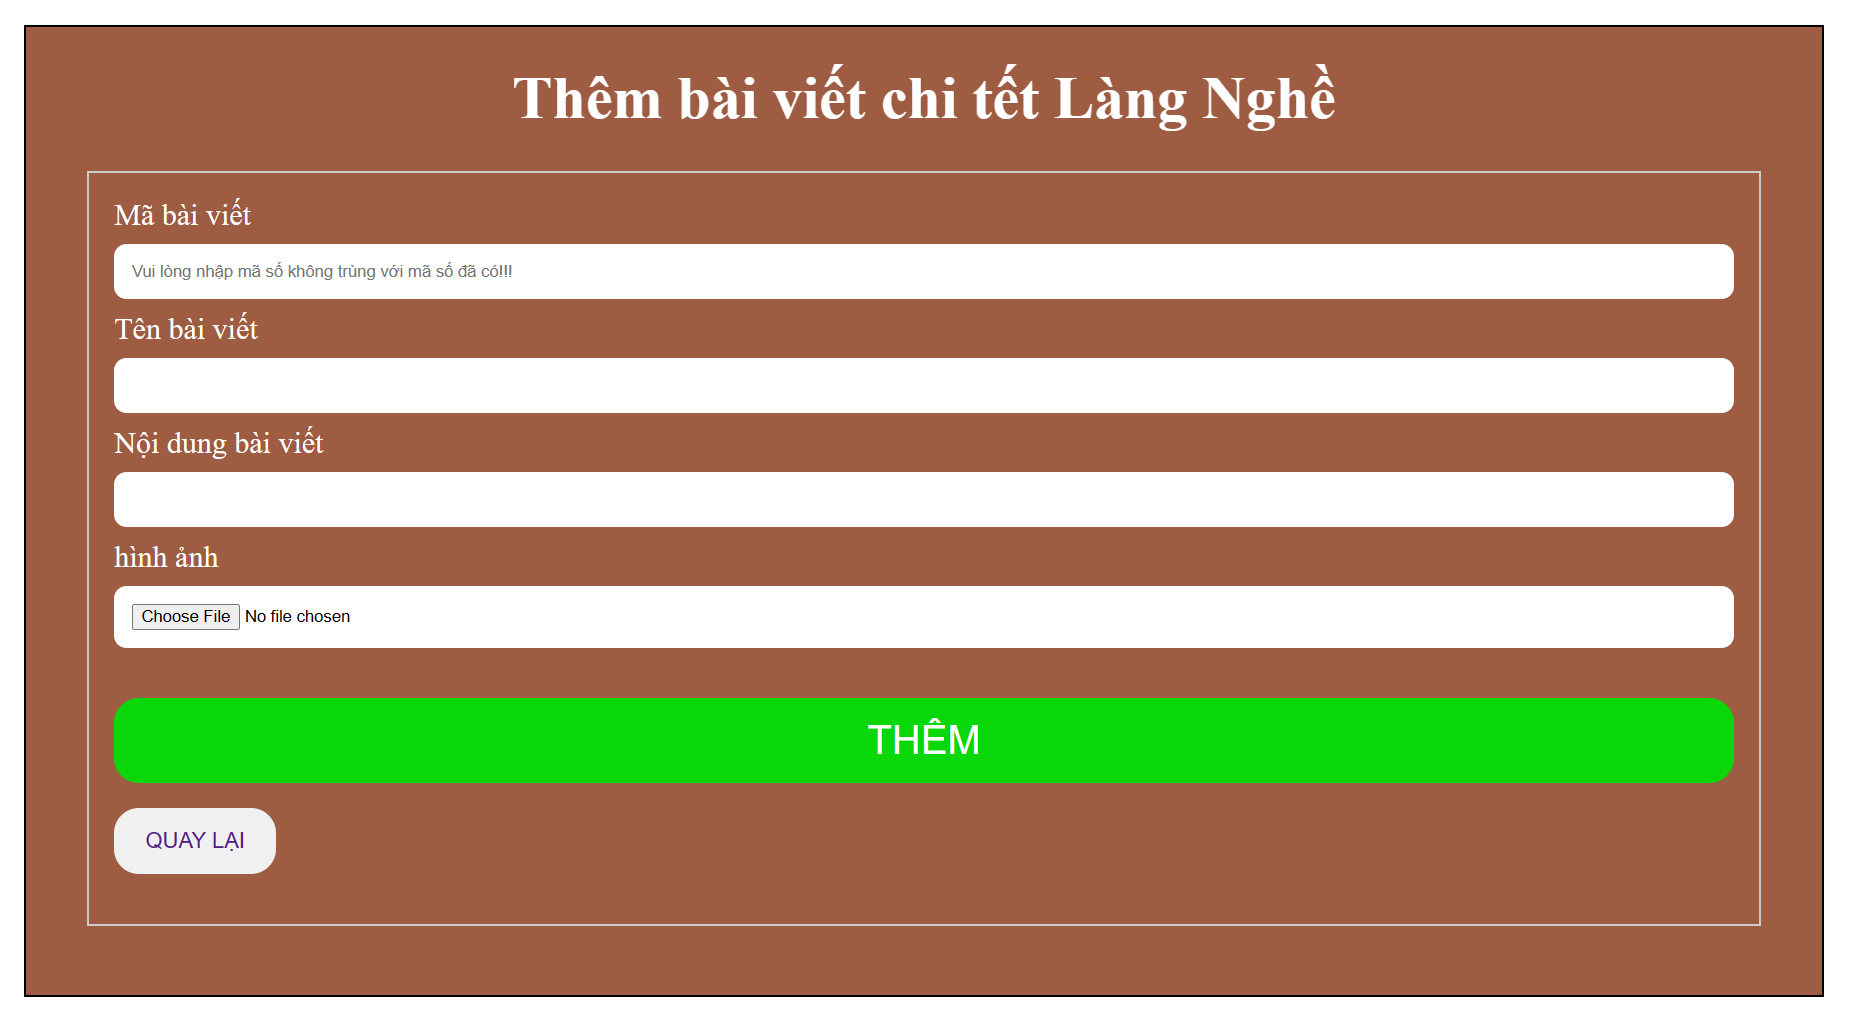 Thêm bài viết chi tết Làng Nghề
Mã bài viết
Vui lòng nhập mã số không trùng với mã số đã có!!!
Tên bài viết
Nội dung bài viết
hình ảnh
Choose File No file chosen
THÊM
QUAY LẠI